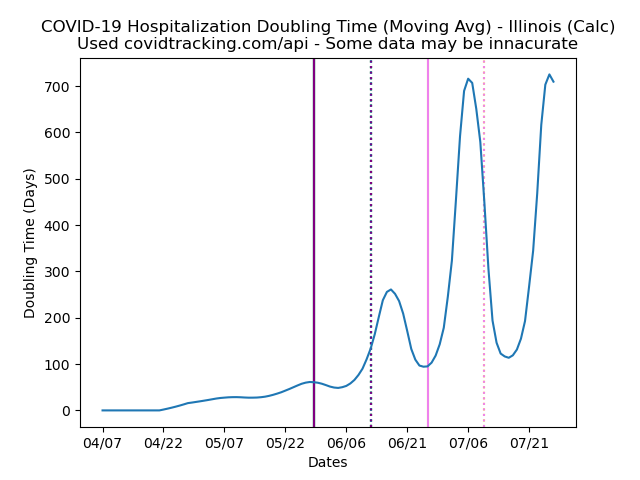 COVID-19 Hospitalization Doubling Time (Moving Avg) - Illinois (Calc)
Used covidtracking.com/api - Some data may be innacurate
Doubling Time (Days)
700
600
500
400
300
200
100
0
04/07 04/22 05/07 05/22 06/06 06/21 07/06 07/21
Dates